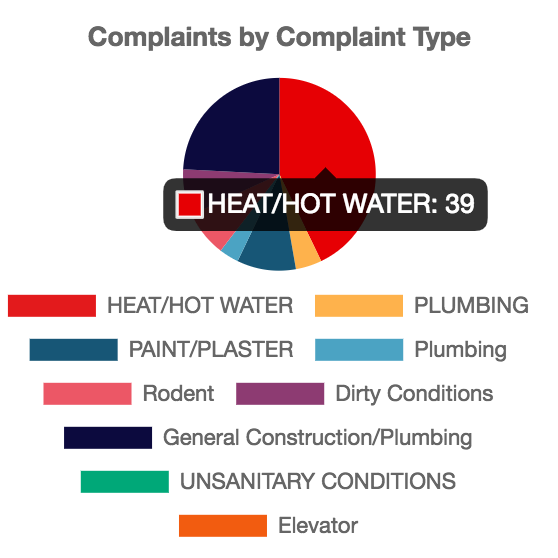 Complaints by Complaint Type
HEAT/HOT WATER: 39
HEAT/HOT WATER PLUMBING
PAINT/PLASTER Plumbing
Rodent Dirty Conditions
General Construction/Plumbing
UNSANITARY CONDITIONS
Elevator